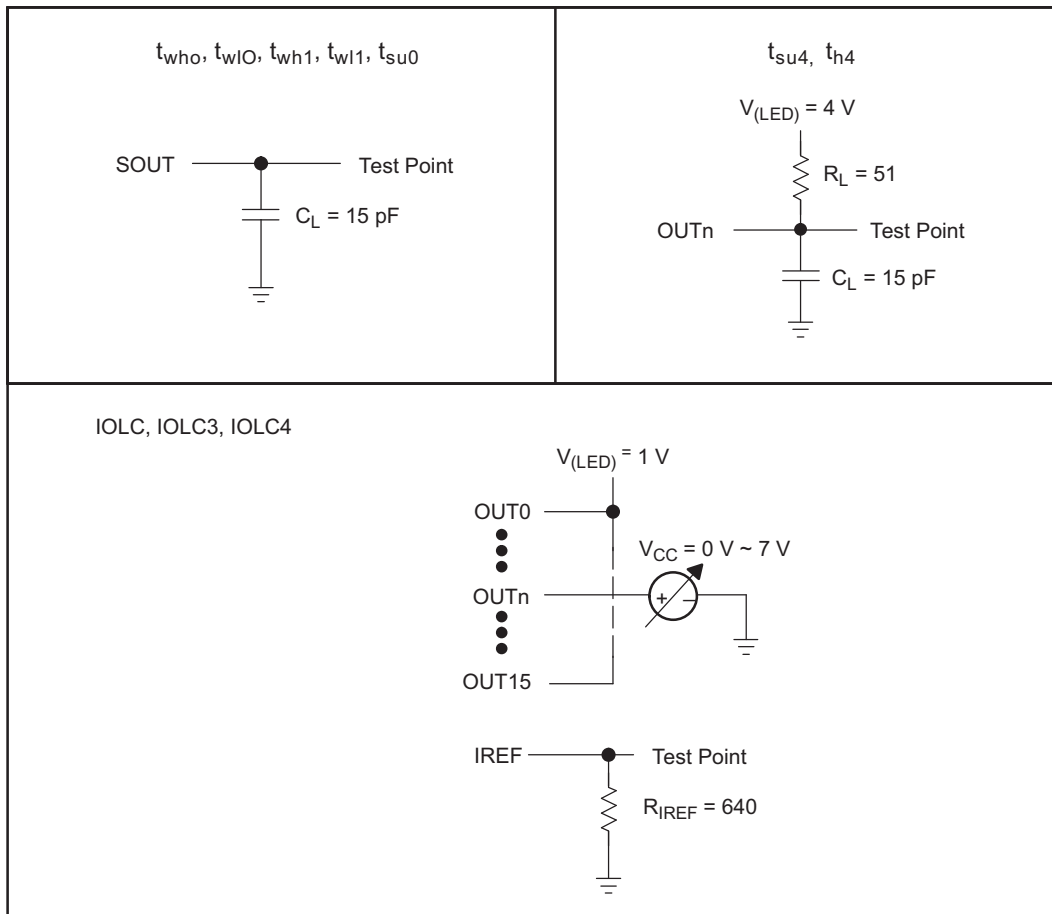 t_who, t_wlO, t_wh1, t_wl1, t_su0
SOUT
Test Point
C_L = 15 pF
t_su4, t_h4
V_(LED) = 4 V
R_L = 51
OUTn
Test Point
C_L = 15 pF
IOLC, IOLC3, IOLC4
V_(LED) = 1 V
OUT0
V_CC = 0 V ~ 7 V
OUTn
+ −
OUT15
IREF
Test Point
R_IREF = 640